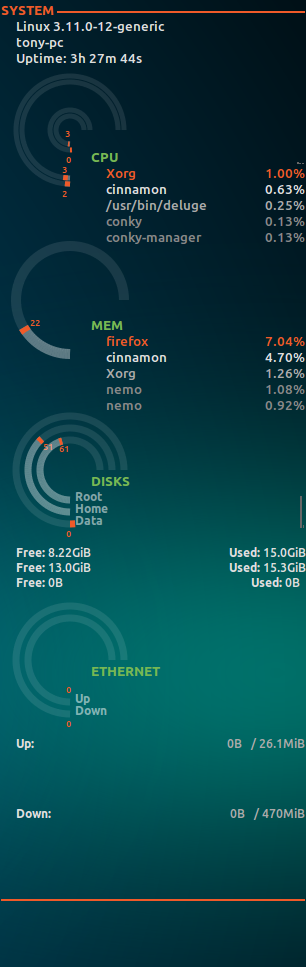 SYSTEM
Linux 3.11.0-12-generic
tony-pc
Uptime: 3h 27m 44s
3
0
3
2
CPU
Xorg 1.00%
cinnamon 0.63%
/usr/bin/deluge 0.25%
conky 0.13%
conky-manager 0.13%
22
MEM
firefox 7.04%
cinnamon 4.70%
Xorg 1.26%
nemo 1.08%
nemo 0.92%
51 61
DISKS
Root
Home
Data
0
Free: 8.22GiB Used: 15.0GiB
Free: 13.0GiB Used: 15.3GiB
Free: 0B Used: 0B
ETHERNET
0
Up
Down
0
Up: 0B / 26.1MiB
Down: 0B / 470MiB